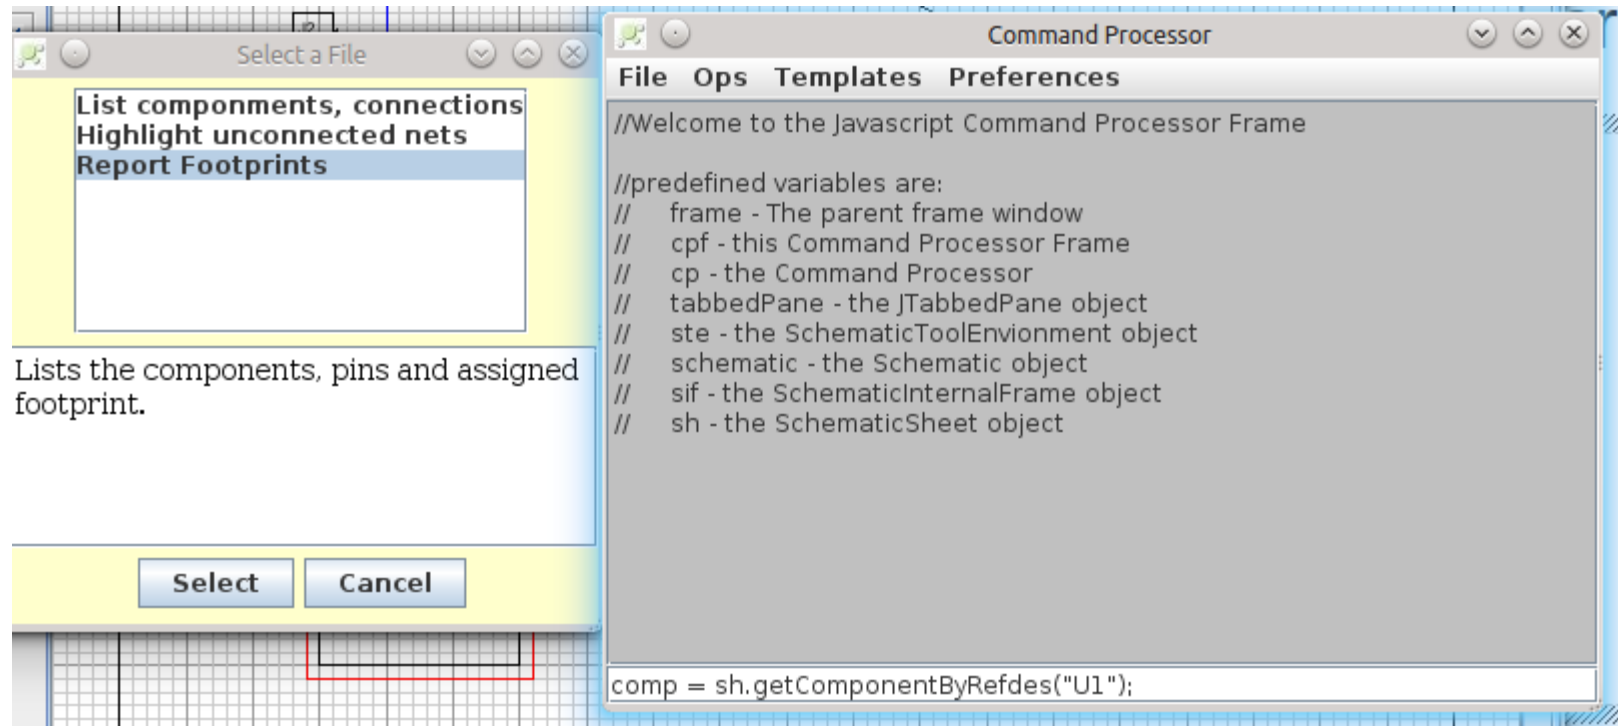 Select a File
List componments, connections
Highlight unconnected nets
Report Footprints
Lists the components, pins and assigned
footprint.
Select
Cancel
Command Processor
File Ops Templates Preferences
//Welcome to the Javascript Command Processor Frame
//predefined variables are:
// frame - The parent frame window
// cpf - this Command Processor Frame
// cp - the Command Processor
// tabbedPane - the JTabbedPane object
// ste - the SchematicToolEnvionment object
// schematic - the Schematic object
// sif - the SchematicInternalFrame object
// sh - the SchematicSheet object
comp = sh.getComponentByRefdes("U1");